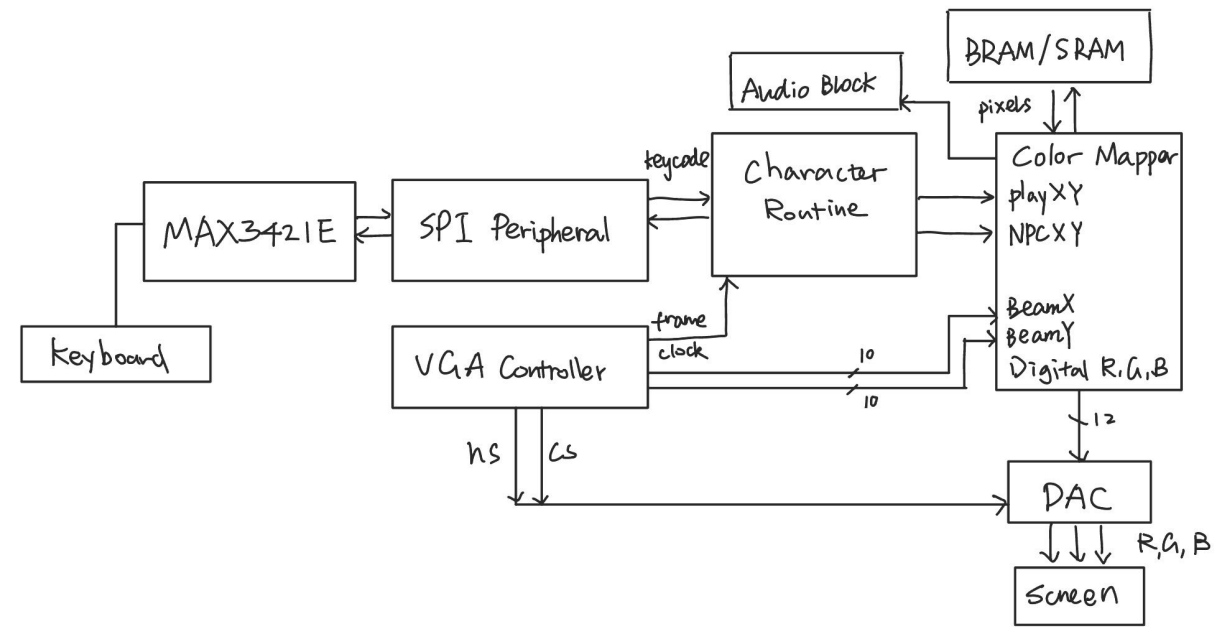 BRAM/SRAM
Audio Block
pixels
keycode
Character
Routine
Color Mapper
playXY
NPCXY
MAX3421E
SPI Peripheral
BeamX
BeamY
Digital R,G,B
frame
clock
Keyboard
VGA Controller
10
10
12
hs
cs
DAC
R,G,B
Screen